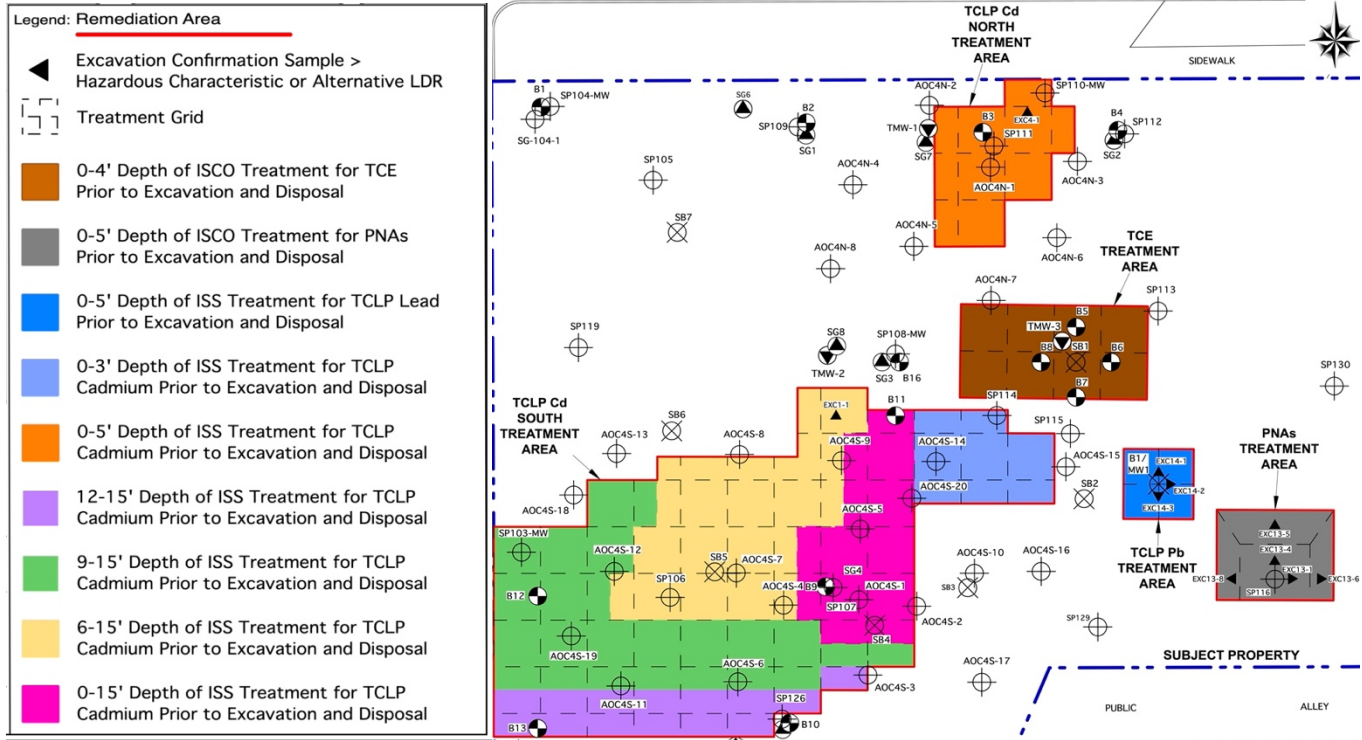 Legend: Remediation Area
Excavation Confirmation Sample >
Hazardous Characteristic or Alternative LDR
Treatment Grid
0-4' Depth of ISCO Treatment for TCE
Prior to Excavation and Disposal
0-5' Depth of ISCO Treatment for PNAs
Prior to Excavation and Disposal
0-5' Depth of ISS Treatment for TCLP Lead
Prior to Excavation and Disposal
0-3' Depth of ISS Treatment for TCLP
Cadmium Prior to Excavation and Disposal
0-5' Depth of ISS Treatment for TCLP
Cadmium Prior to Excavation and Disposal
12-15' Depth of ISS Treatment for TCLP
Cadmium Prior to Excavation and Disposal
9-15' Depth of ISS Treatment for TCLP
Cadmium Prior to Excavation and Disposal
6-15' Depth of ISS Treatment for TCLP
Cadmium Prior to Excavation and Disposal
0-15' Depth of ISS Treatment for TCLP
Cadmium Prior to Excavation and Disposal
TCLP Cd
NORTH
TREATMENT
AREA
SIDEWALK
B1
SP104-MW
SG-104-1
SG6
B2
SP109
SG1
AOC4N-2
TMW-1
SG7
B3
SP111
EXC4-1
SP110-MW
B4
SP112
SG2
SP105
AOC4N-4
AOC4N-1
AOC4N-3
SB7
AOC4N-5
AOC4N-8
AOC4N-6
TCE
TREATMENT
AREA
AOC4N-7
SP113
SP119
SG8
TMW-2
SP108-MW
SG3
B16
B5
TMW-3
B8
SB1
B6
B7
SP130
TCLP Cd
SOUTH
TREATMENT
AREA
SB6
EXC1-1
B11
SP114
SP115
AOC4S-13
AOC4S-8
AOC4S-9
AOC4S-14
AOC4S-15
B1/
MW1
EXC14-1
EXC14-2
EXC14-3
PNAs
TREATMENT
AREA
AOC4S-18
AOC4S-20
SB2
AOC4S-5
SP103-MW
AOC4S-12
SB5
AOC4S-7
AOC4S-10
AOC4S-16
TCLP Pb
TREATMENT
AREA
EXC13-5
EXC13-4
EXC13-8
EXC13-1
EXC13-6
SP116
B12
SP106
AOC4S-4
B9
SG4
SP107
AOC4S-1
SB3
AOC4S-2
SP129
AOC4S-19
SB4
AOC4S-6
AOC4S-3
AOC4S-17
SUBJECT PROPERTY
AOC4S-11
SP126
B13
B10
PUBLIC
ALLEY